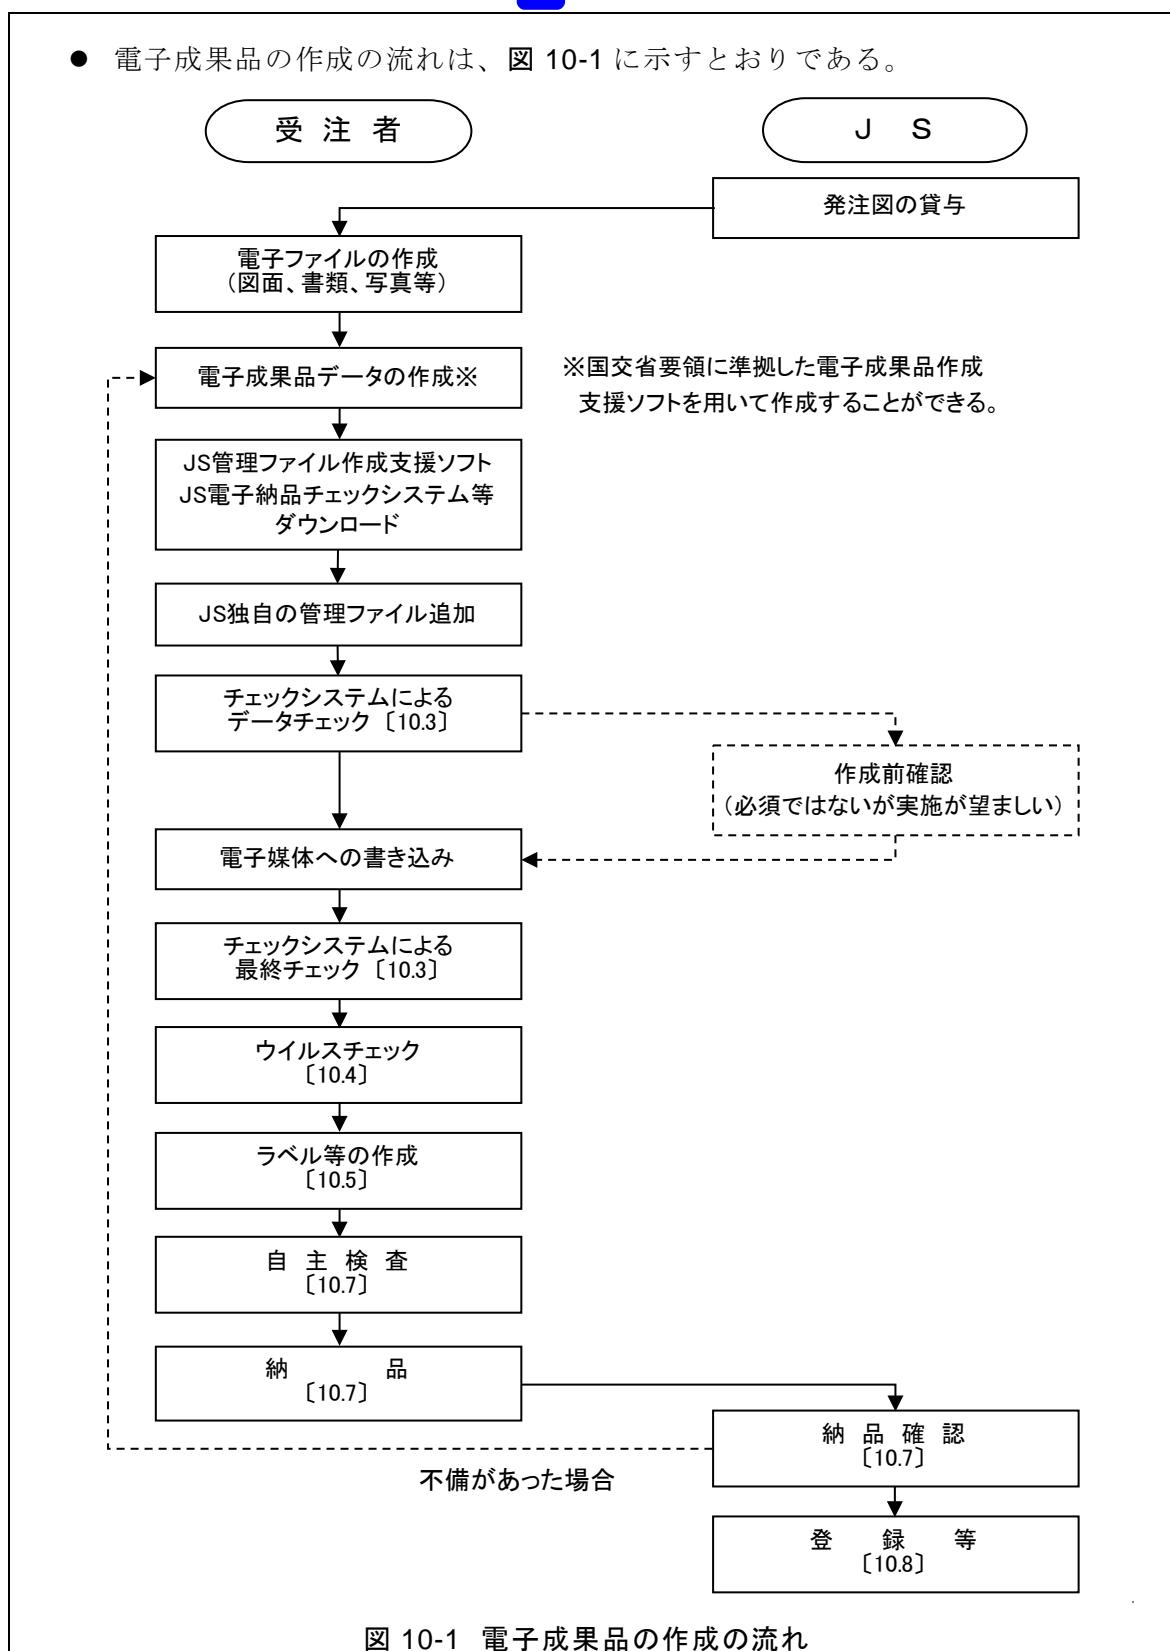 ● 電子成果品の作成の流れは、図 10-1 に示すとおりである。
受 注 者
J S
発注図の貸与
電子ファイルの作成
（図面、書類、写真等）
電子成果品データの作成※
※国交省要領に準拠した電子成果品作成
支援ソフトを用いて作成することができる。
JS管理ファイル作成支援ソフト
JS電子納品チェックシステム等
ダウンロード
JS独自の管理ファイル追加
チェックシステムによる
データチェック〔10.3〕
作成前確認
（必須ではないが実施が望ましい）
電子媒体への書き込み
チェックシステムによる
最終チェック〔10.3〕
ウイルスチェック
〔10.4〕
ラベル等の作成
〔10.5〕
自 主 検 査
〔10.7〕
納 品
〔10.7〕
納 品 確 認
〔10.7〕
不備があった場合
登 録 等
〔10.8〕
図 10-1 電子成果品の作成の流れ